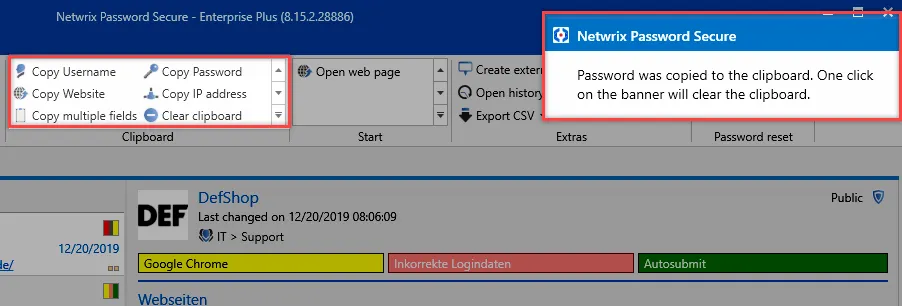 Netwrix Password Secure - Enterprise Plus (8.15.2.28886)
Netwrix Password Secure
Password was copied to the clipboard. One click
on the banner will clear the clipboard.
Copy Username
Copy Password
Copy Website
Copy IP address
Copy multiple fields
Clear clipboard
Clipboard
Open web page
Start
Create extern
Open history
Export CSV
Extras
Password reset
12/20/2019
de/
DEF
DefShop
Last changed on 12/20/2019 08:06:09
IT > Support
Public
Google Chrome
Inkorrekte Logindaten
Autosubmit
Webseiten